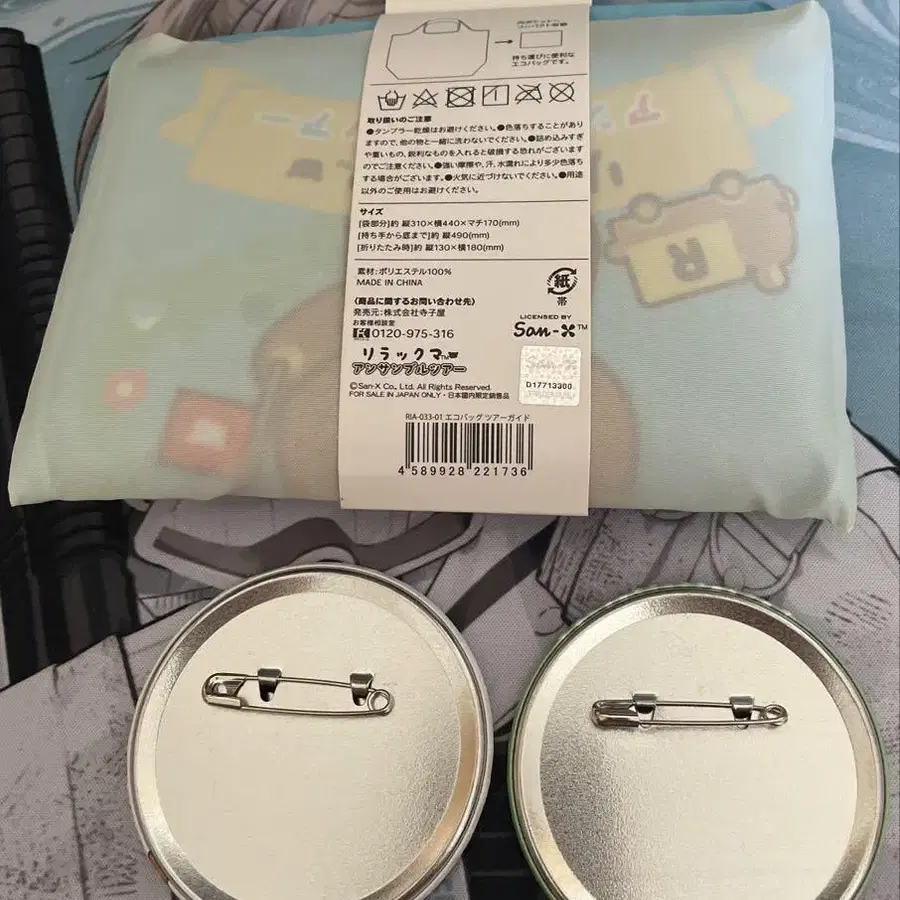 内ポケットへ
コンパクト収納
持ち運びに便利な
エコバッグです。
取り扱いのご注意
●タンブラー乾燥はお避けください。●色落ちすることがあり
ますので、他の物と一緒に洗わないでください。●詰め込みすぎ
や重いもの、鋭利なものを入れると破損する恐れがございます
のでご注意ください。●強い摩擦や、汗、水濡れにより多少色落ち
する場合がございます。●火気に近づけないでください。●用途
以外のご使用はお避けください。
サイズ
[袋部分]約 縦310×横440×マチ170(mm)
[持ち手から底まで]約 縦490(mm)
[折りたたみ時]約 縦130×横180(mm)
素材:ポリエステル100%
MADE IN CHINA
紙
帯
〈商品に関するお問い合わせ先〉
発売元:株式会社寺子屋
お客様相談室
0120-975-316
LICENSED BY
San-X™
リラックマ™
アンサンブルツアー
D17713300
©San-X Co., Ltd. All Rights Reserved.
FOR SALE IN JAPAN ONLY・日本国内限定販売品
RIA-033-01 エコバッグ ツアーガイド
4 589928 221736
R